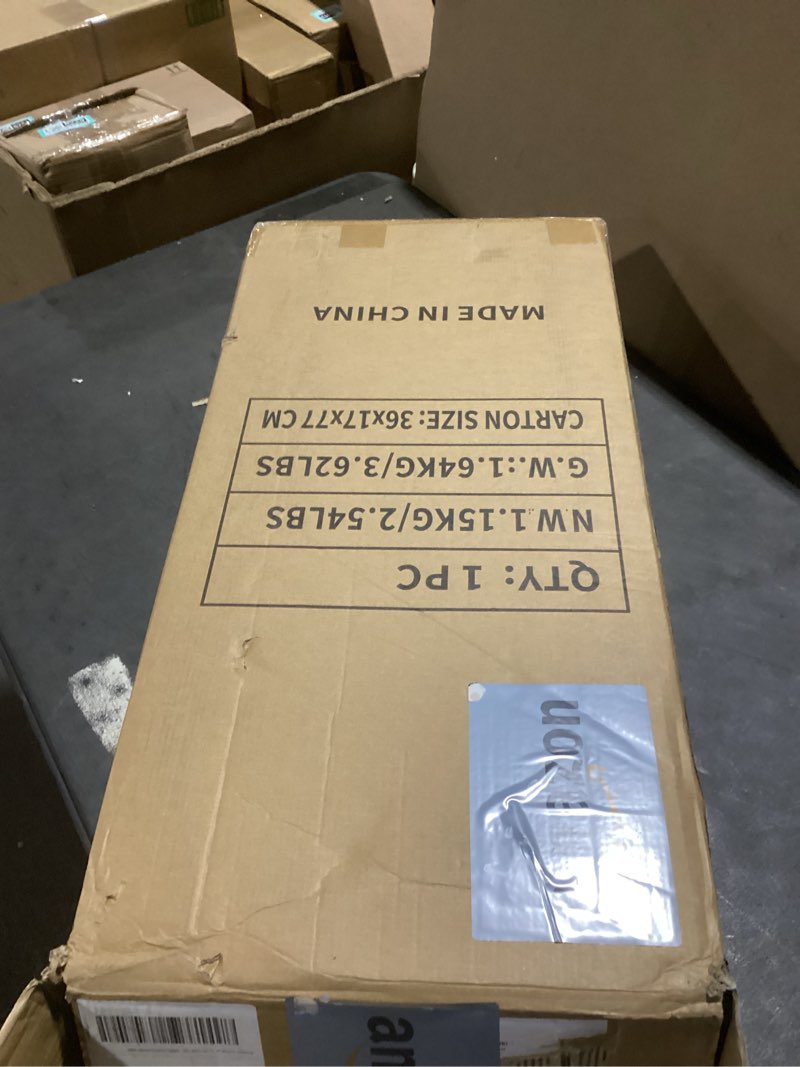 QTY: 1 PC
N.W.1.15KG/2.54LBS
G.W.:1.64KG/3.62LBS
CARTON SIZE: 36x17x77 CM
MADE IN CHINA